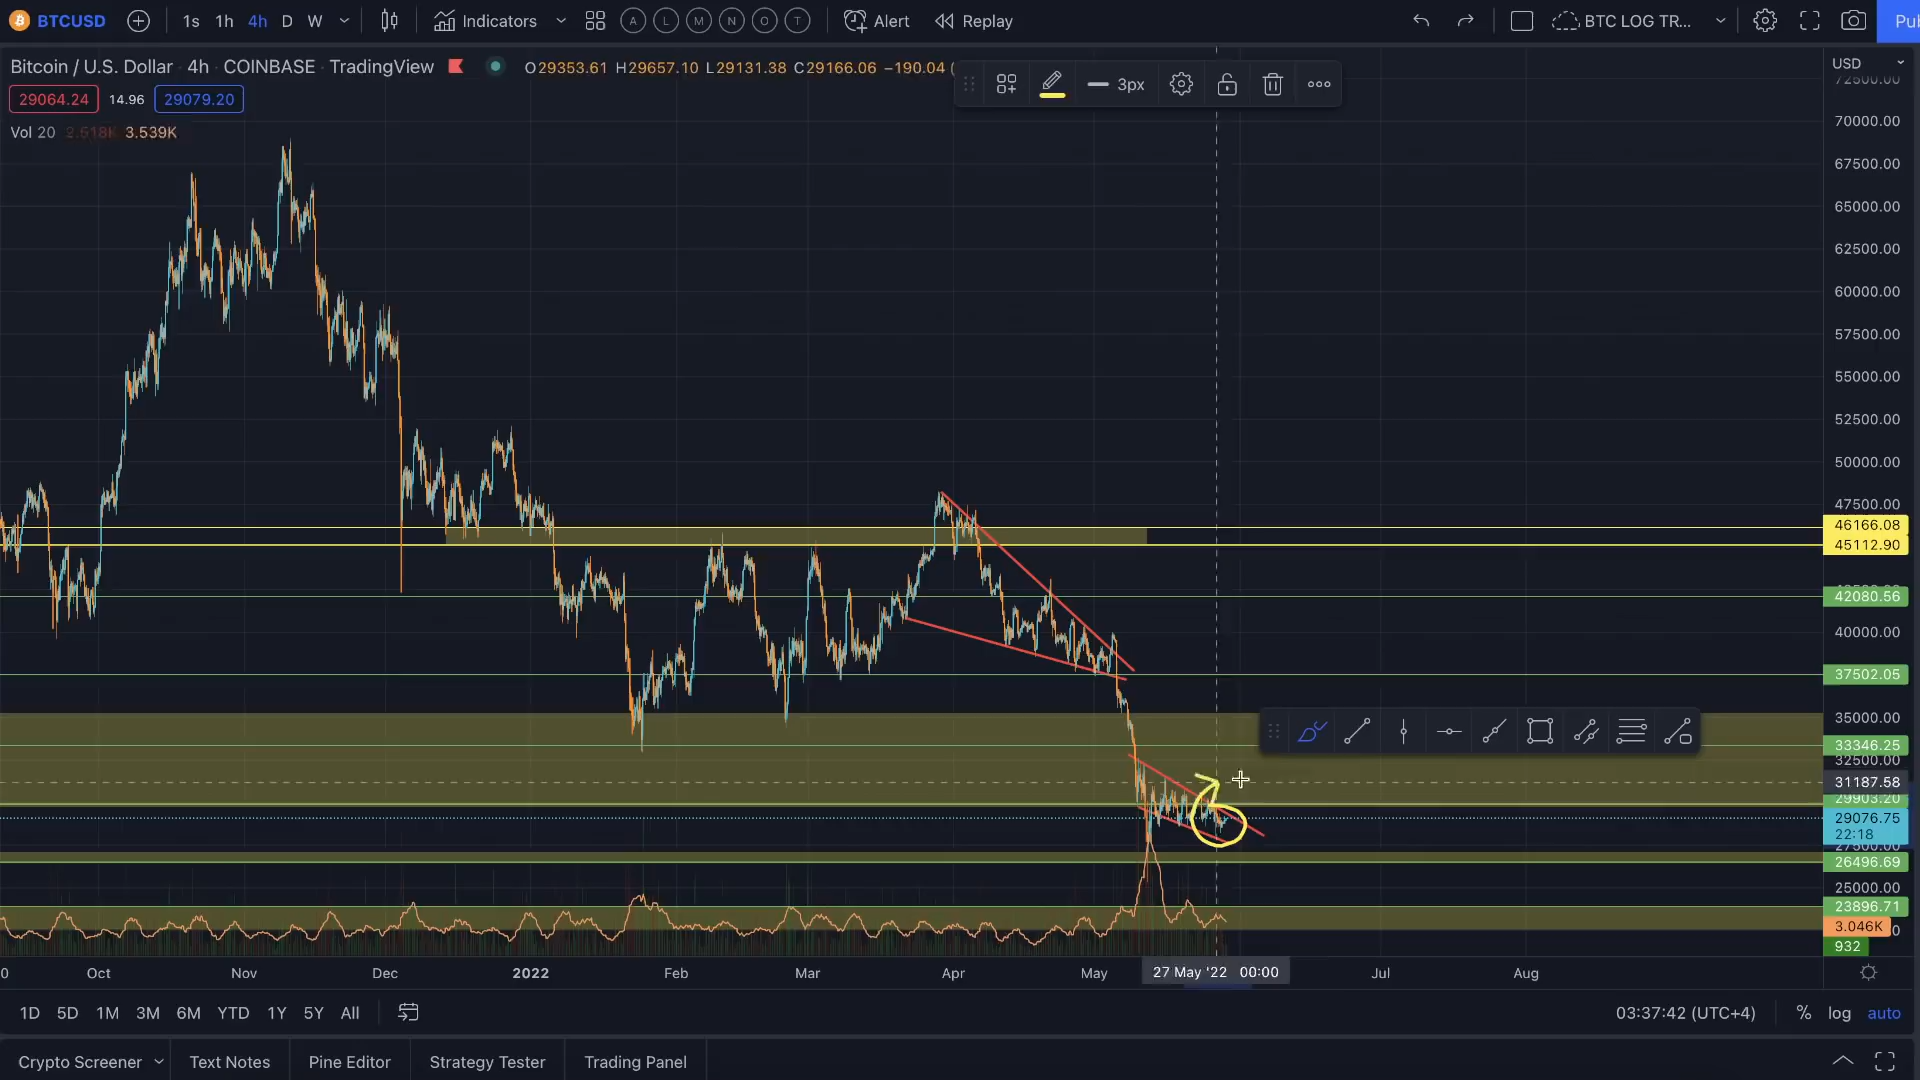 BTCUSD 1s 1h 4h D W Indicators A L M N O T Alert Replay BTC LOG TR... Pu
Bitcoin / U.S. Dollar · 4h · COINBASE · TradingView O29353.61 H29657.10 L29131.38 C29166.06 −190.04 (
3px
USD
29064.24 14.96 29079.20
Vol 20 2.518K 3.539K
72500.00
70000.00
67500.00
65000.00
62500.00
60000.00
57500.00
55000.00
52500.00
50000.00
47500.00
46166.08
45112.90
42080.56
40000.00
37502.05
35000.00
33346.25
32500.00
31187.58
29903.20
29076.75
22:18
27500.00
26496.69
25000.00
23896.71
3.046K
932
Oct Nov Dec 2022 Feb Mar Apr May 27 May '22 00:00 Jul Aug
1D 5D 1M 3M 6M YTD 1Y 5Y All 03:37:42 (UTC+4) % log auto
Crypto Screener Text Notes Pine Editor Strategy Tester Trading Panel